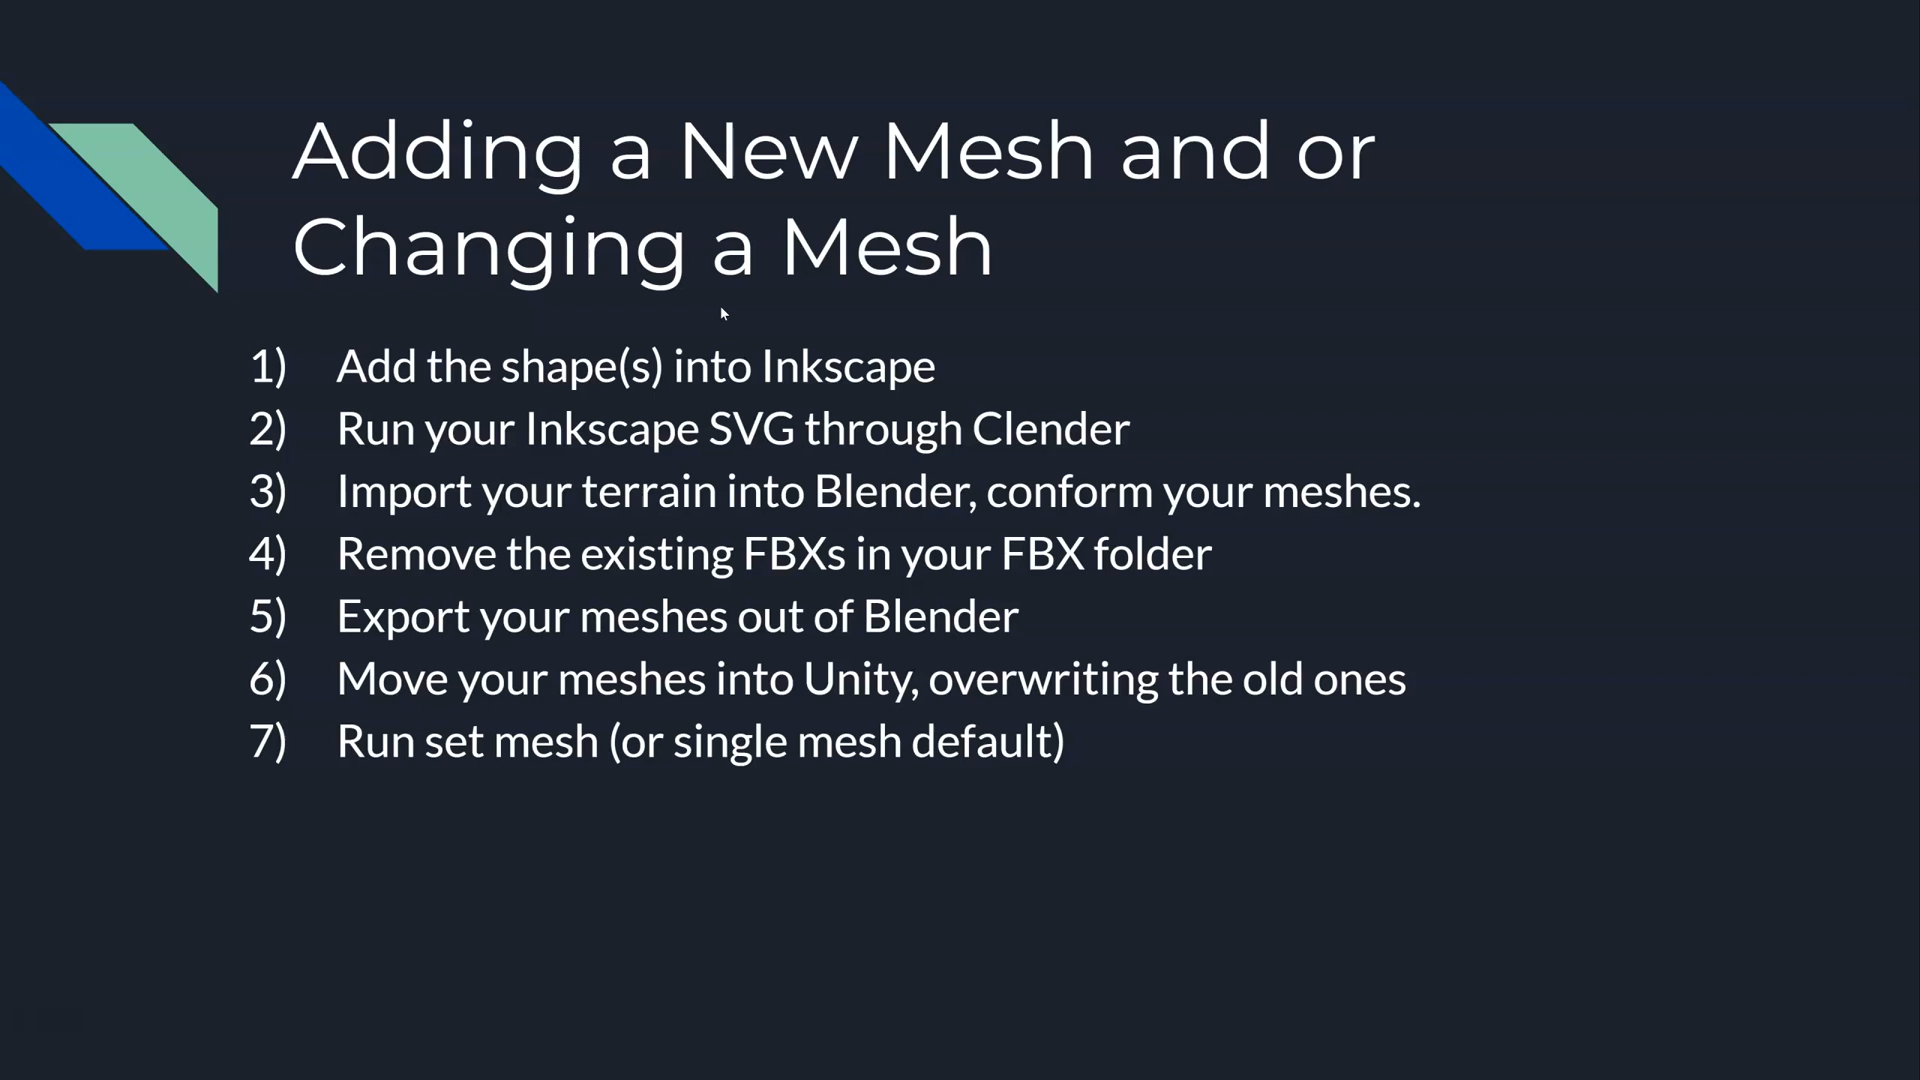 Adding a New Mesh and or
Changing a Mesh
1) Add the shape(s) into Inkscape
2) Run your Inkscape SVG through Clender
3) Import your terrain into Blender, conform your meshes.
4) Remove the existing FBXs in your FBX folder
5) Export your meshes out of Blender
6) Move your meshes into Unity, overwriting the old ones
7) Run set mesh (or single mesh default)